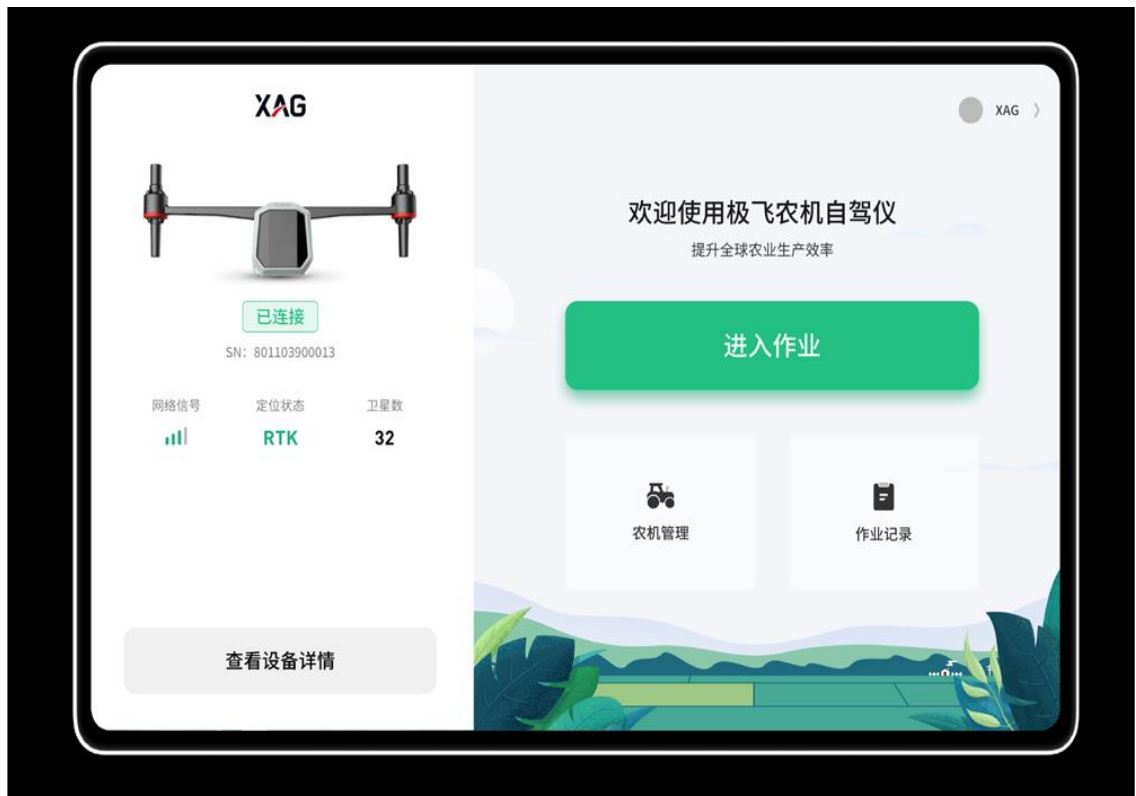 XAG
已连接
SN: 801103900013
网络信号 定位状态 卫星数
RTK 32
查看设备详情
XAG
欢迎使用极飞农机自驾仪
提升全球农业生产效率
进入作业
农机管理 作业记录